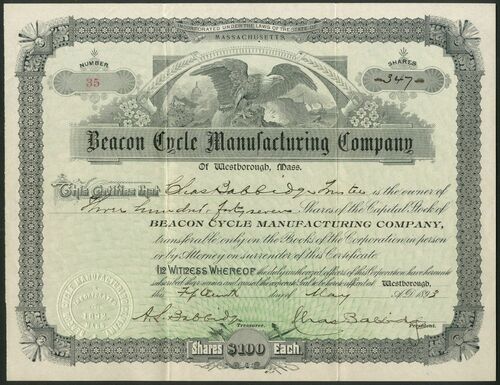 INCORPORATED UNDER THE LAWS OF THE STATE OF
MASSACHUSETTS
NUMBER
35
SHARES
347
Beacon Cycle Manufacturing Company
Of Westborough, Mass.
This Certifies that Chas Babbidge Trustee is the owner of
Three hundred forty seven Shares of the Capital Stock of
BEACON CYCLE MANUFACTURING COMPANY,
transferable only on the Books of the Corporation in person
or by Attorney on surrender of this Certificate.
IN WITNESS WHEREOF the duly authorized officers of this Corporation have hereunto
subscribed their names and caused the corporate Seal to be hereto affixed at Westborough,
this Fifteenth day of May A.D. 1893
Treasurer.
Chas Babbidge
President.
Shares $100 Each.